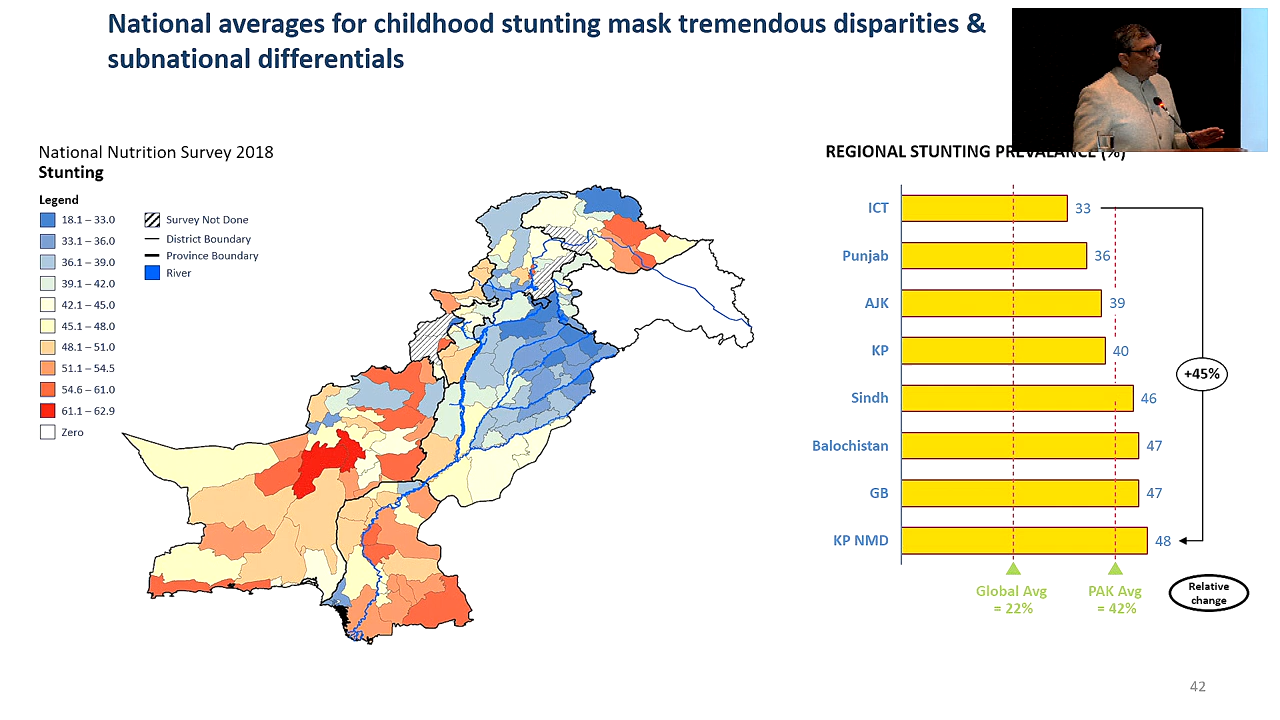 National averages for childhood stunting mask tremendous disparities &
subnational differentials
National Nutrition Survey 2018
Stunting
Legend
18.1 – 33.0
33.1 – 36.0
36.1 – 39.0
39.1 – 42.0
42.1 – 45.0
45.1 – 48.0
48.1 – 51.0
51.1 – 54.5
54.6 – 61.0
61.1 – 62.9
Zero
Survey Not Done
District Boundary
Province Boundary
River
REGIONAL STUNTING PREVALANCE (%)
ICT 33
Punjab 36
AJK 39
KP 40
Sindh 46
Balochistan 47
GB 47
KP NMD 48
+45%
Global Avg
= 22%
PAK Avg
= 42%
Relative
change
42